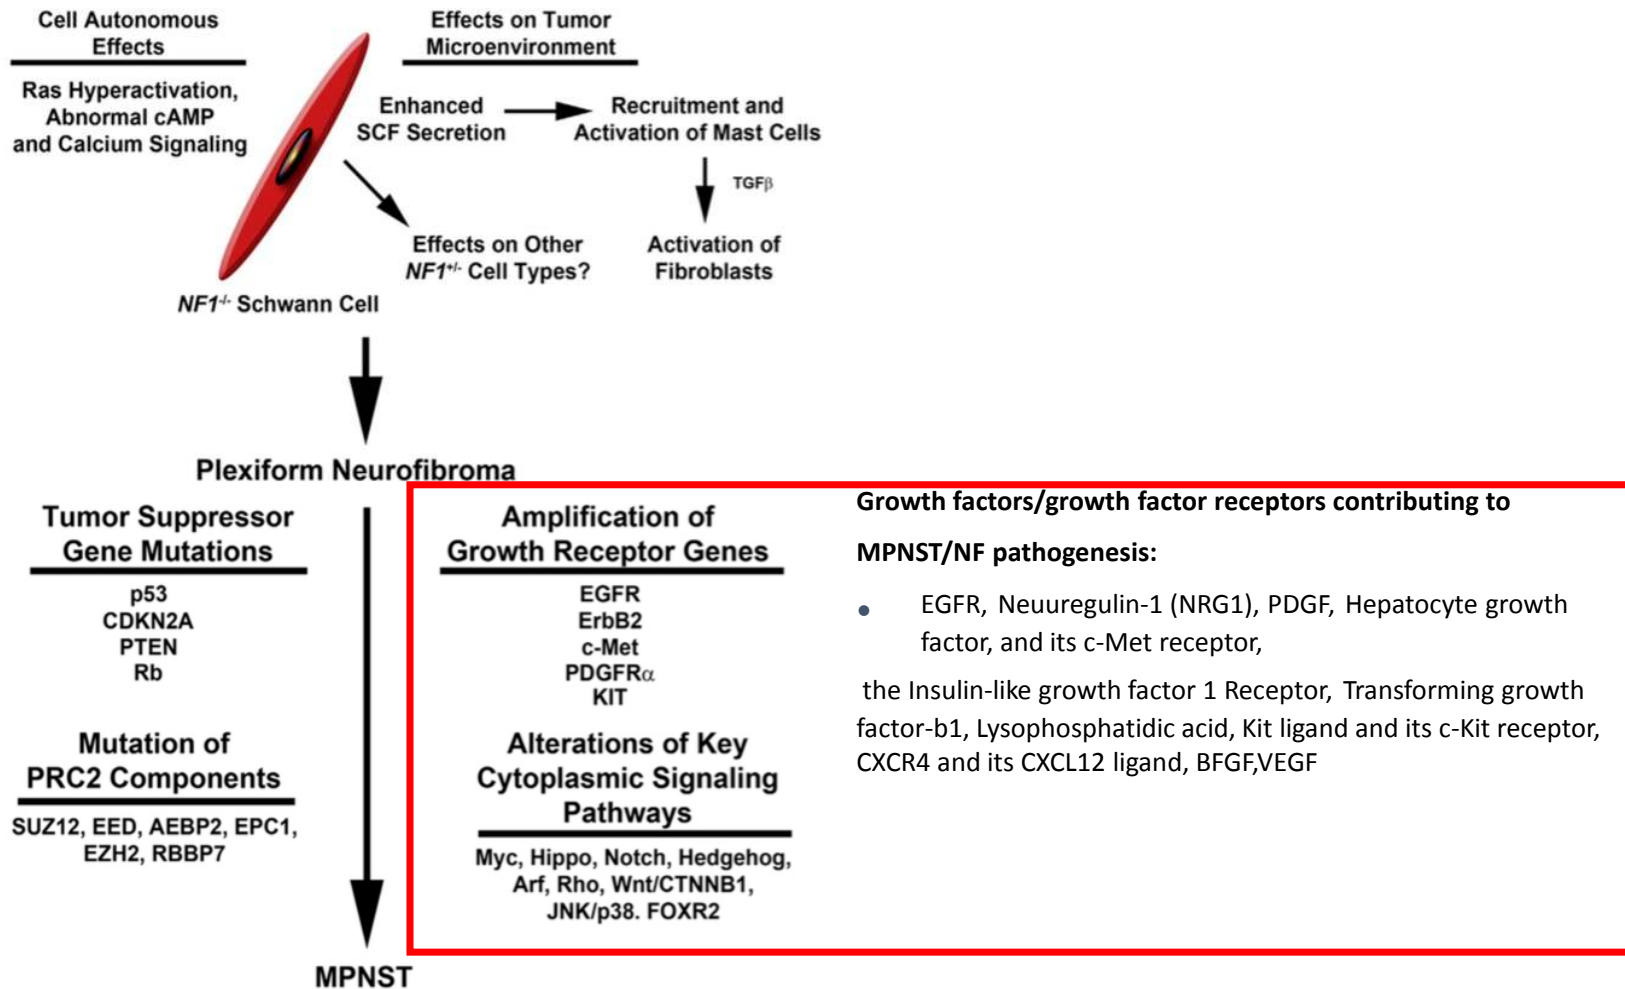 Cell Autonomous
Effects
Ras Hyperactivation,
Abnormal cAMP
and Calcium Signaling
Effects on Tumor
Microenvironment
Enhanced
SCF Secretion
Recruitment and
Activation of Mast Cells
TGFβ
Effects on Other
NF1+/- Cell Types?
Activation of
Fibroblasts
NF1-/- Schwann Cell
Plexiform Neurofibroma
Tumor Suppressor
Gene Mutations
p53
CDKN2A
PTEN
Rb
Mutation of
PRC2 Components
SUZ12, EED, AEBP2, EPC1,
EZH2, RBBP7
Amplification of
Growth Receptor Genes
EGFR
ErbB2
c-Met
PDGFRα
KIT
Alterations of Key
Cytoplasmic Signaling
Pathways
Myc, Hippo, Notch, Hedgehog,
Arf, Rho, Wnt/CTNNB1,
JNK/p38. FOXR2
MPNST
Growth factors/growth factor receptors contributing to
MPNST/NF pathogenesis:
• EGFR, Neuuregulin-1 (NRG1), PDGF, Hepatocyte growth
factor, and its c-Met receptor,
the Insulin-like growth factor 1 Receptor, Transforming growth
factor-b1, Lysophosphatidic acid, Kit ligand and its c-Kit receptor,
CXCR4 and its CXCL12 ligand, BFGF,VEGF